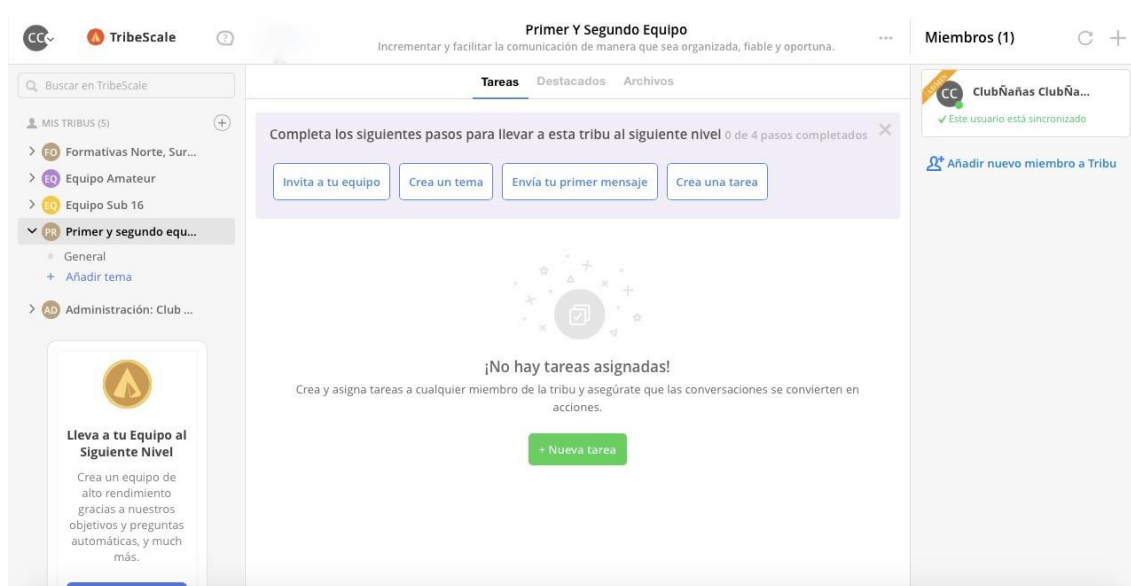 CC
TribeScale
Buscar en TribeScale
MIS TRIBUS (5)
FO Formativas Norte, Sur...
EQ Equipo Amateur
EQ Equipo Sub 16
PR Primer y segundo equ...
General
+ Añadir tema
AD Administración: Club ...
Lleva a tu Equipo al
Siguiente Nivel
Crea un equipo de
alto rendimiento
gracias a nuestros
objetivos y preguntas
automáticas, y much
más.
Primer Y Segundo Equipo
Incrementar y facilitar la comunicación de manera que sea organizada, fiable y oportuna.
Tareas Destacados Archivos
Completa los siguientes pasos para llevar a esta tribu al siguiente nivel 0 de 4 pasos completados
Invita a tu equipo Crea un tema Envía tu primer mensaje Crea una tarea
¡No hay tareas asignadas!
Crea y asigna tareas a cualquier miembro de la tribu y asegúrate que las conversaciones se convierten en
acciones.
+ Nueva tarea
Miembros (1)
ADMIN
CC ClubÑañas ClubÑa...
Este usuario está sincronizado
Añadir nuevo miembro a Tribu